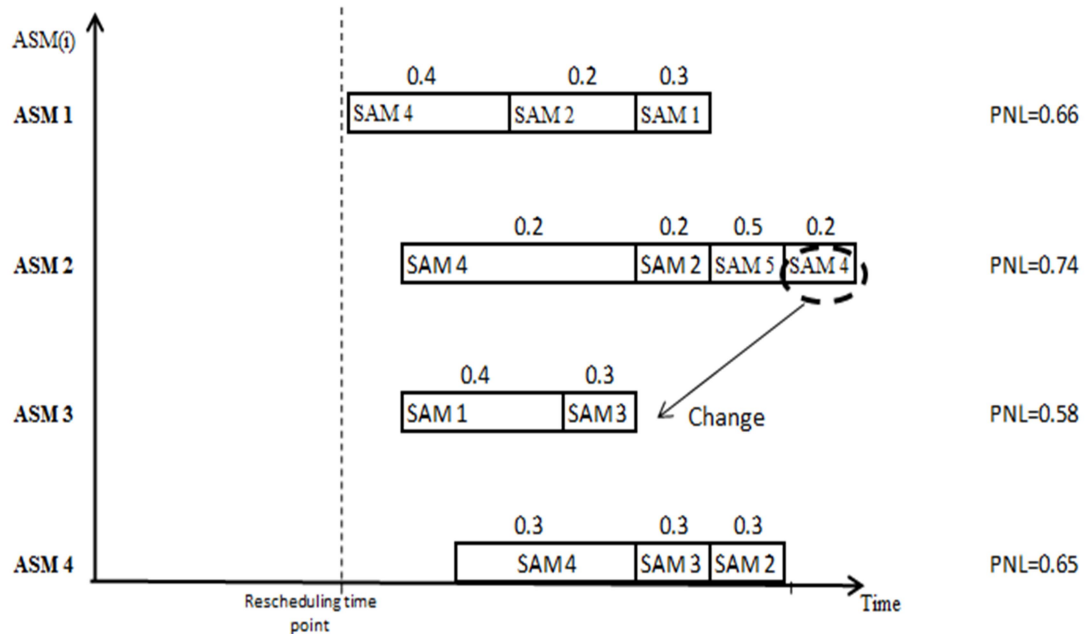 ASM(i)
0.4 0.2 0.3
ASM 1 SAM 4 SAM 2 SAM 1 PNL=0.66
0.2 0.2 0.5 0.2
ASM 2 SAM 4 SAM 2 SAM 5 SAM 4 PNL=0.74
0.4 0.3
ASM 3 SAM 1 SAM 3 Change PNL=0.58
0.3 0.3 0.3
ASM 4 SAM 4 SAM 3 SAM 2 PNL=0.65
Rescheduling time
point
Time